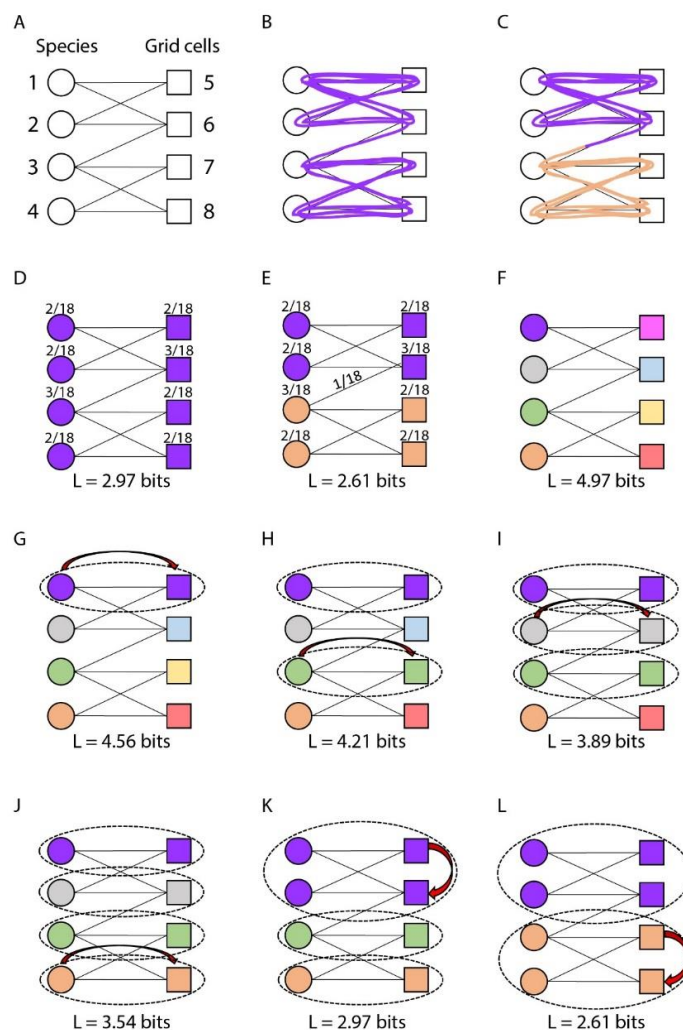 A
B
C
Species
Grid cells
1
5
2
6
3
7
4
8
D
E
F
2/18
2/18
2/18
2/18
2/18
3/18
2/18
3/18
3/18
2/18
3/18
1/18
2/18
2/18
2/18
2/18
2/18
L = 2.97 bits
L = 2.61 bits
L = 4.97 bits
G
H
I
L = 4.56 bits
L = 4.21 bits
L = 3.89 bits
J
K
L
L = 3.54 bits
L = 2.97 bits
L = 2.61 bits